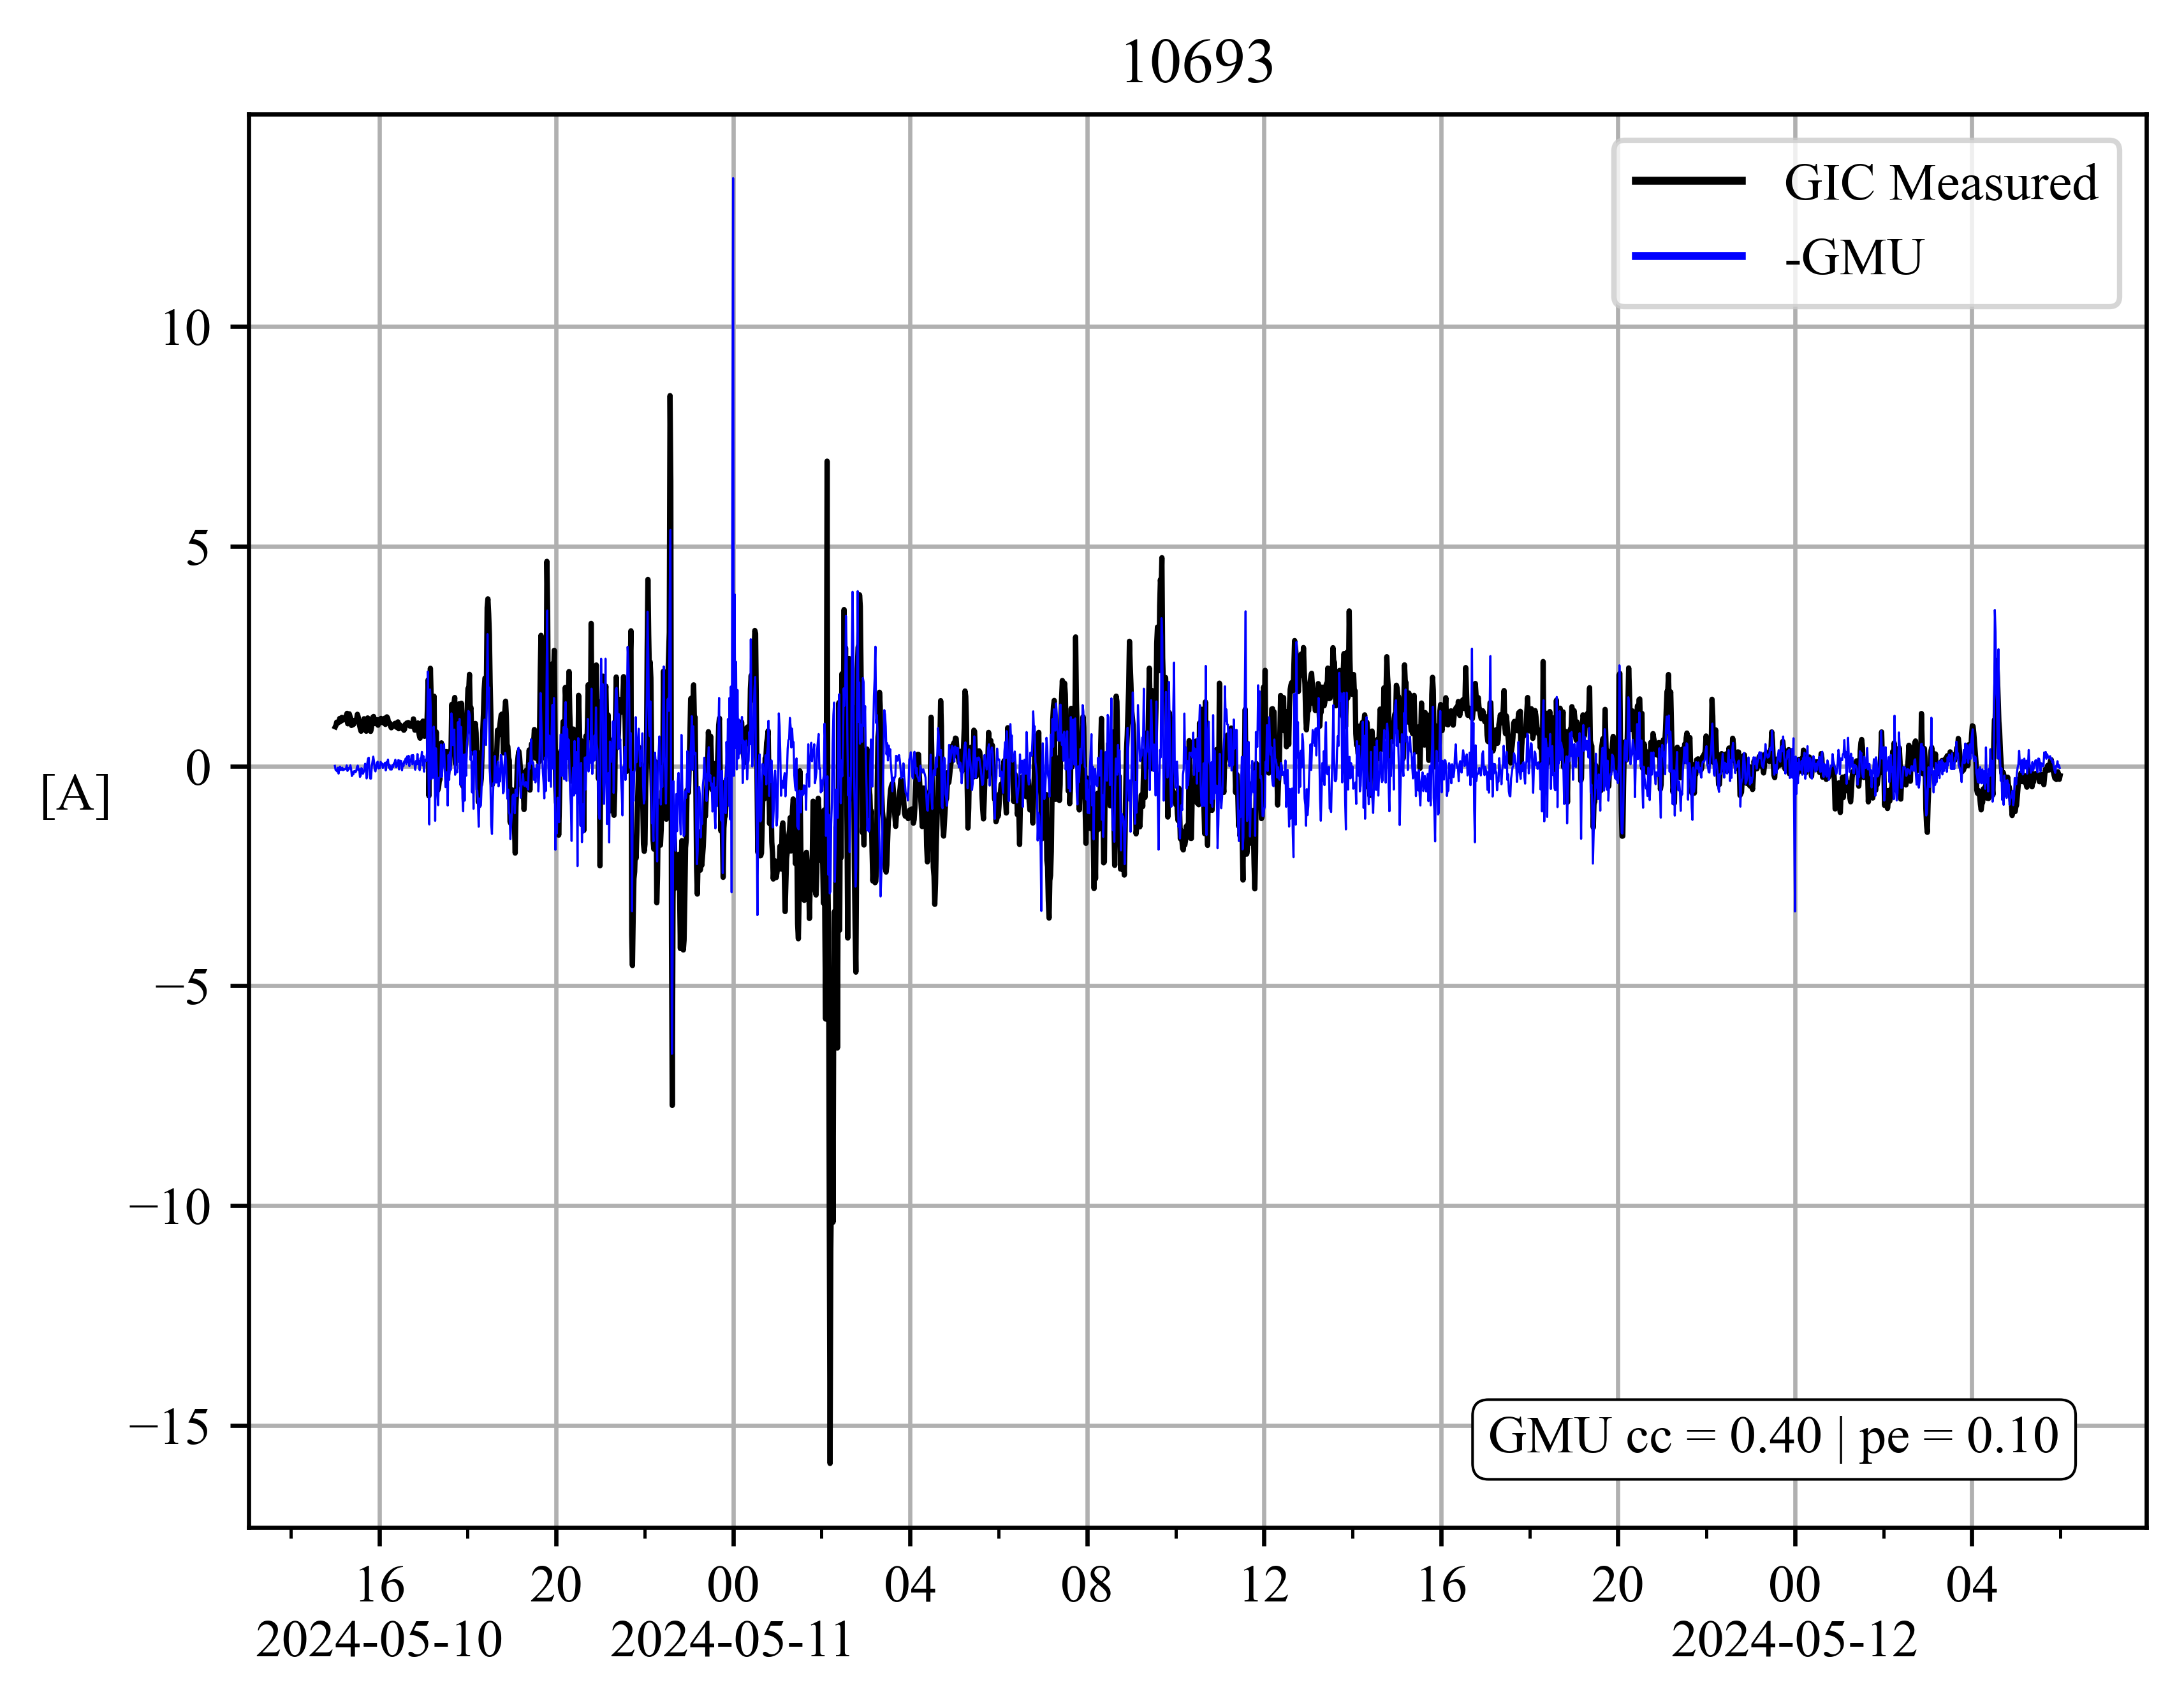 10693
GIC Measured
-GMU
10
5
0
[A]
−5
−10
−15
GMU cc = 0.40 | pe = 0.10
16 20 00 04 08 12 16 20 00 04
2024-05-10 2024-05-11 2024-05-12